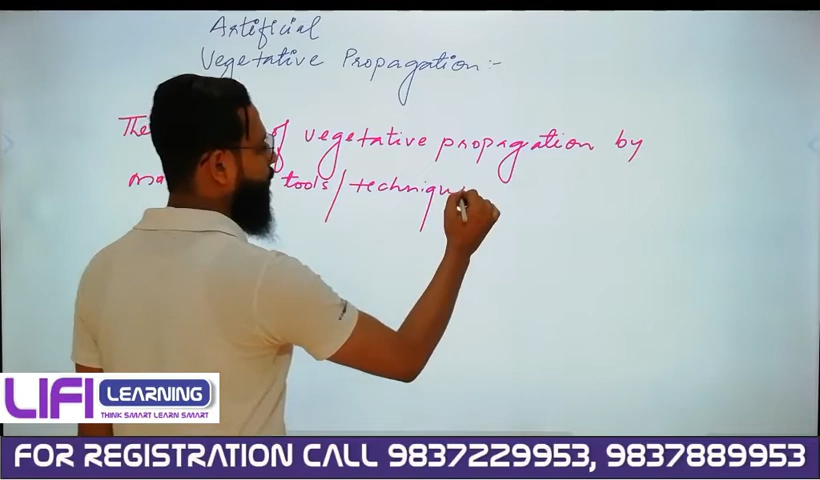 Artificial
Vegetative Propagation :-
The of vegetative propagation by
ma tools/techniqu
LIFI LEARNING
THINK SMART LEARN SMART
FOR REGISTRATION CALL 9837229953, 9837889953